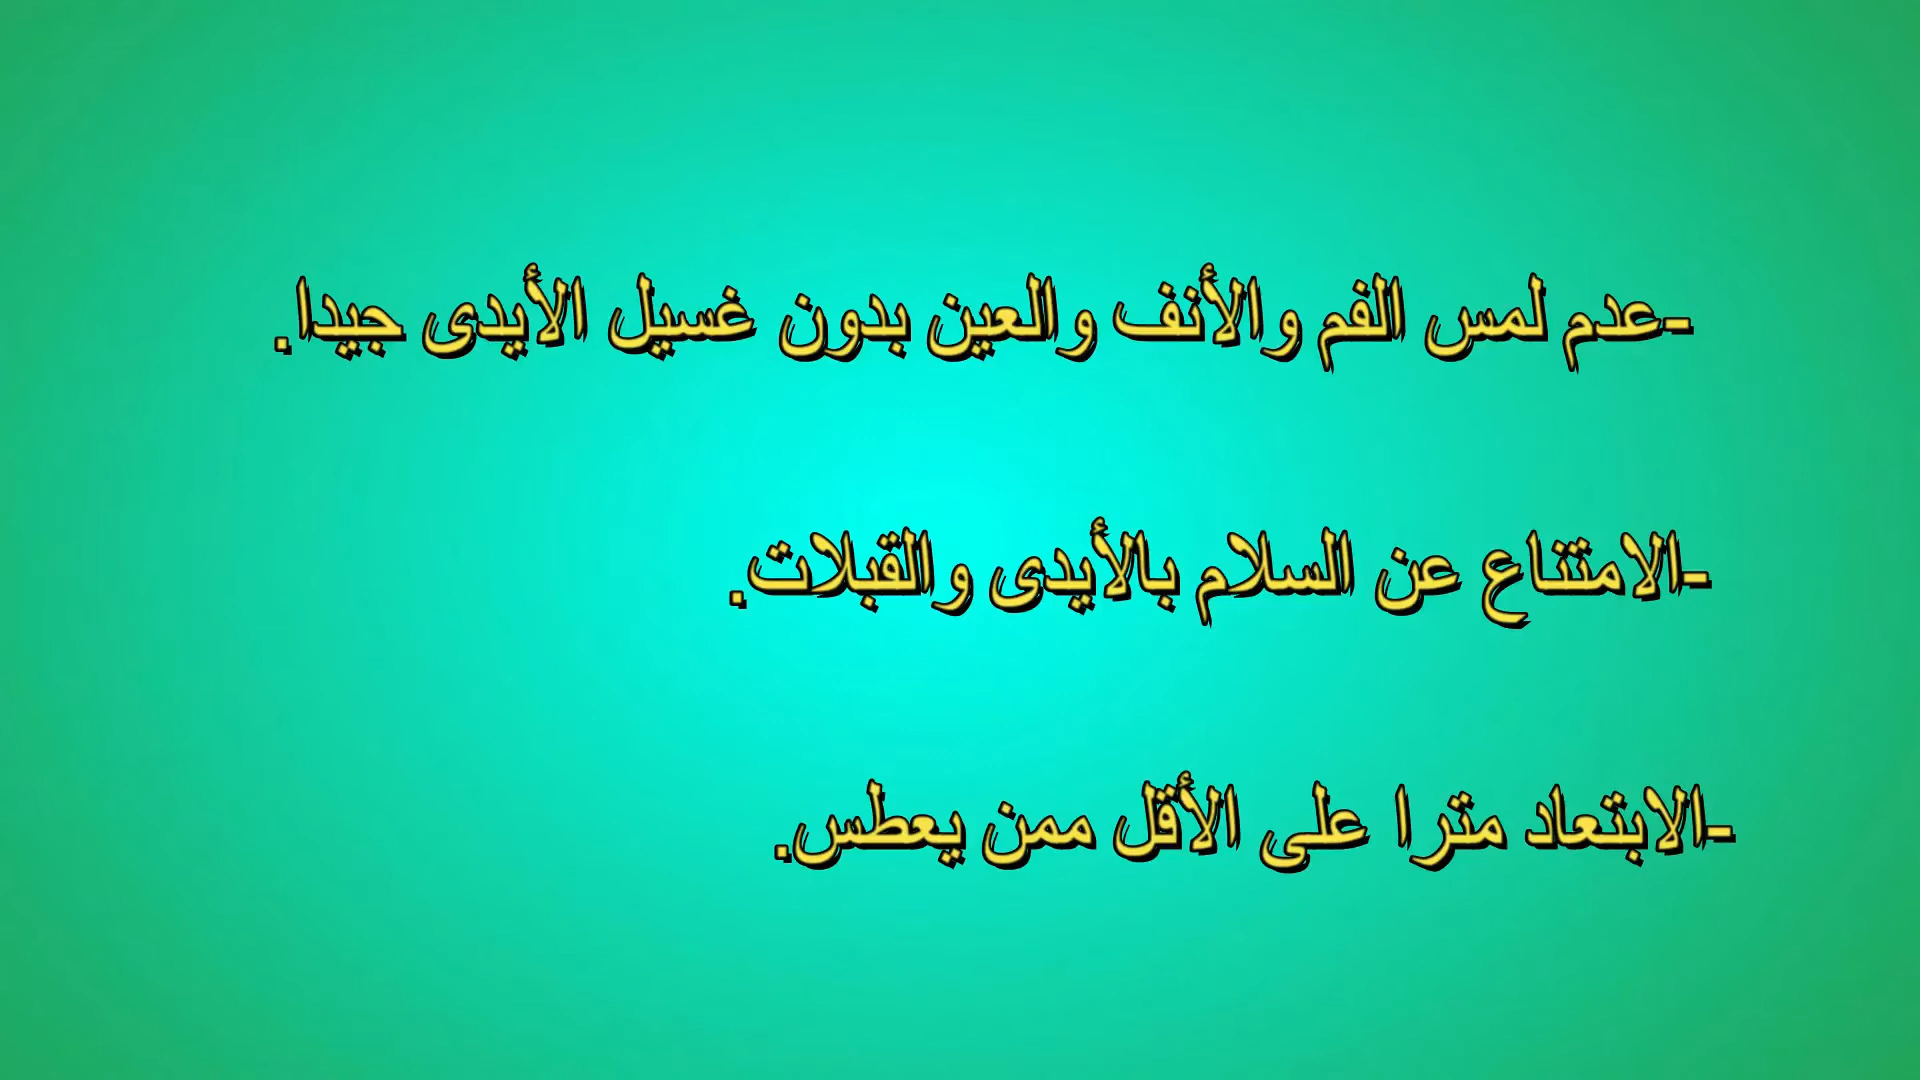 -عدم لمس الفم والأنف والعين بدون غسيل الأيدى جيدا.
-الامتناع عن السلام بالأيدى والقبلات.
-الابتعاد مترا على الأقل ممن يعطس.